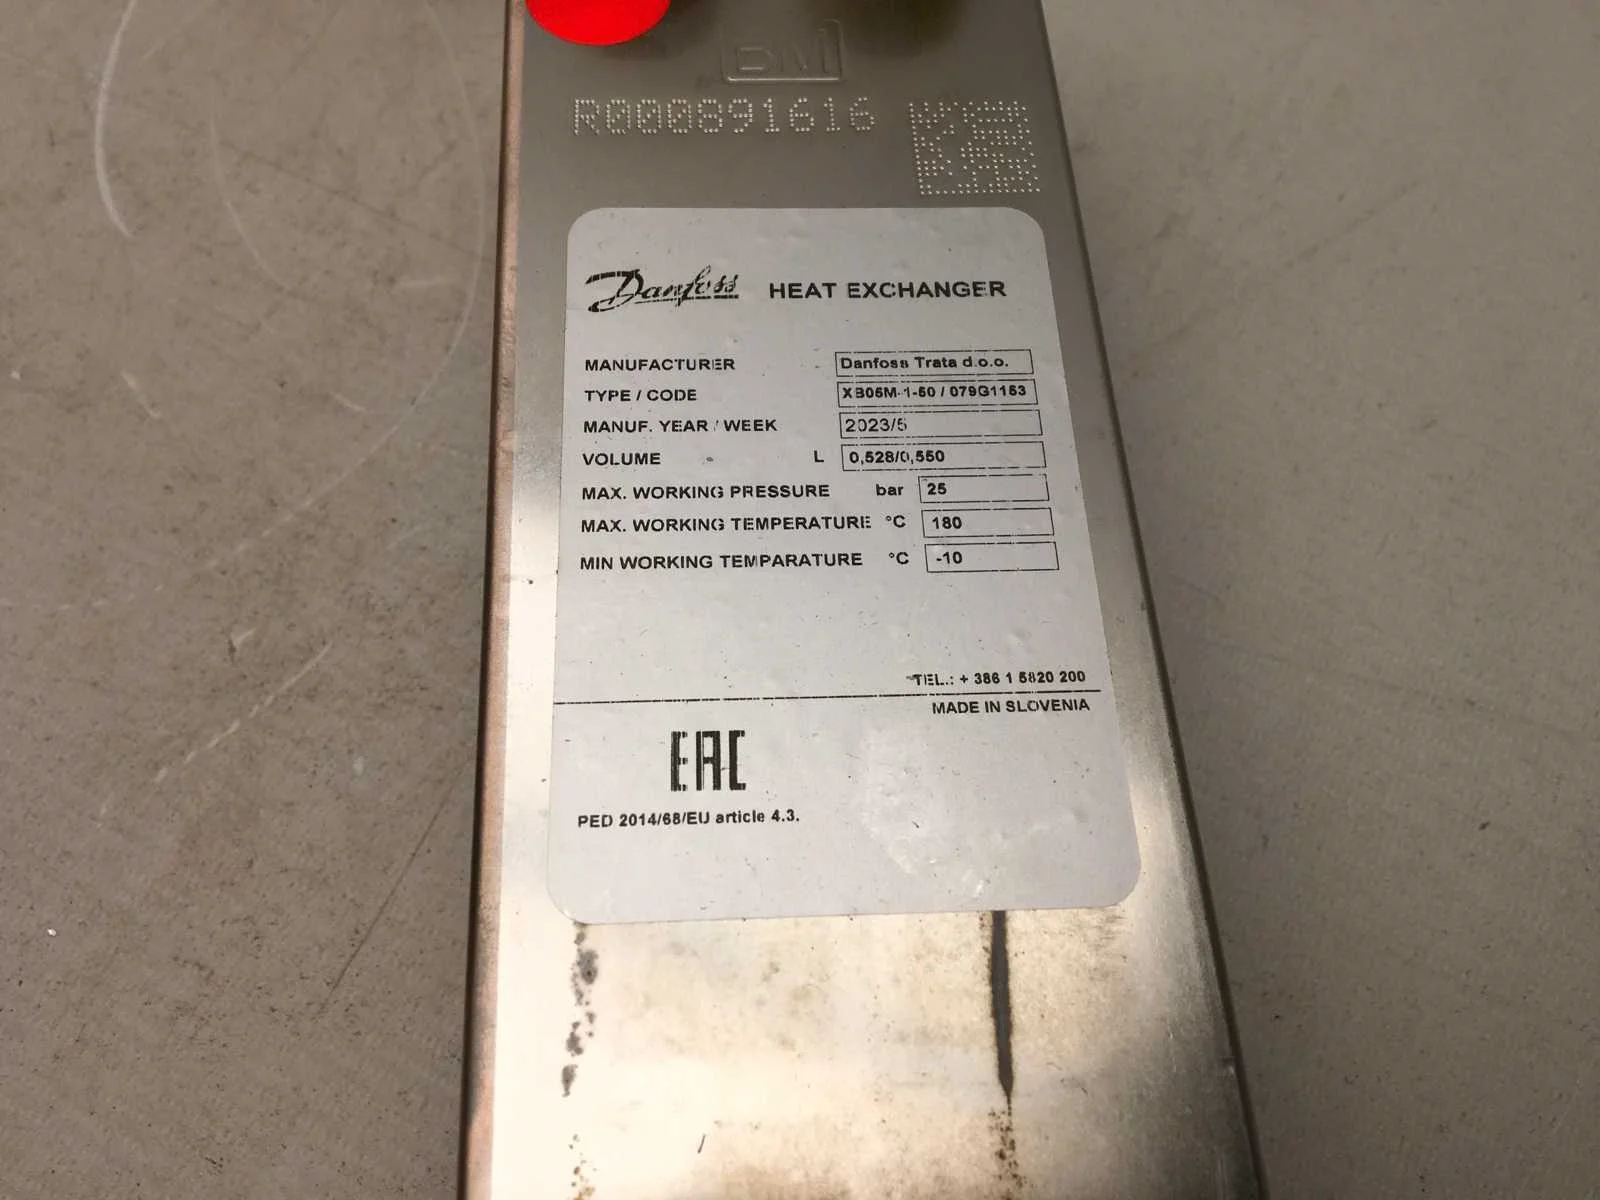 R000891616
Danfoss HEAT EXCHANGER
MANUFACTURER Danfoss Trata d.o.o.
TYPE / CODE XB05M-1-50 / 079G1153
MANUF. YEAR / WEEK 2023/5
VOLUME L 0,528/0,550
MAX. WORKING PRESSURE bar 25
MAX. WORKING TEMPERATURE °C 180
MIN WORKING TEMPARATURE °C -10
TEL.: + 386 1 5820 200
MADE IN SLOVENIA
EAC
PED 2014/68/EU article 4.3.